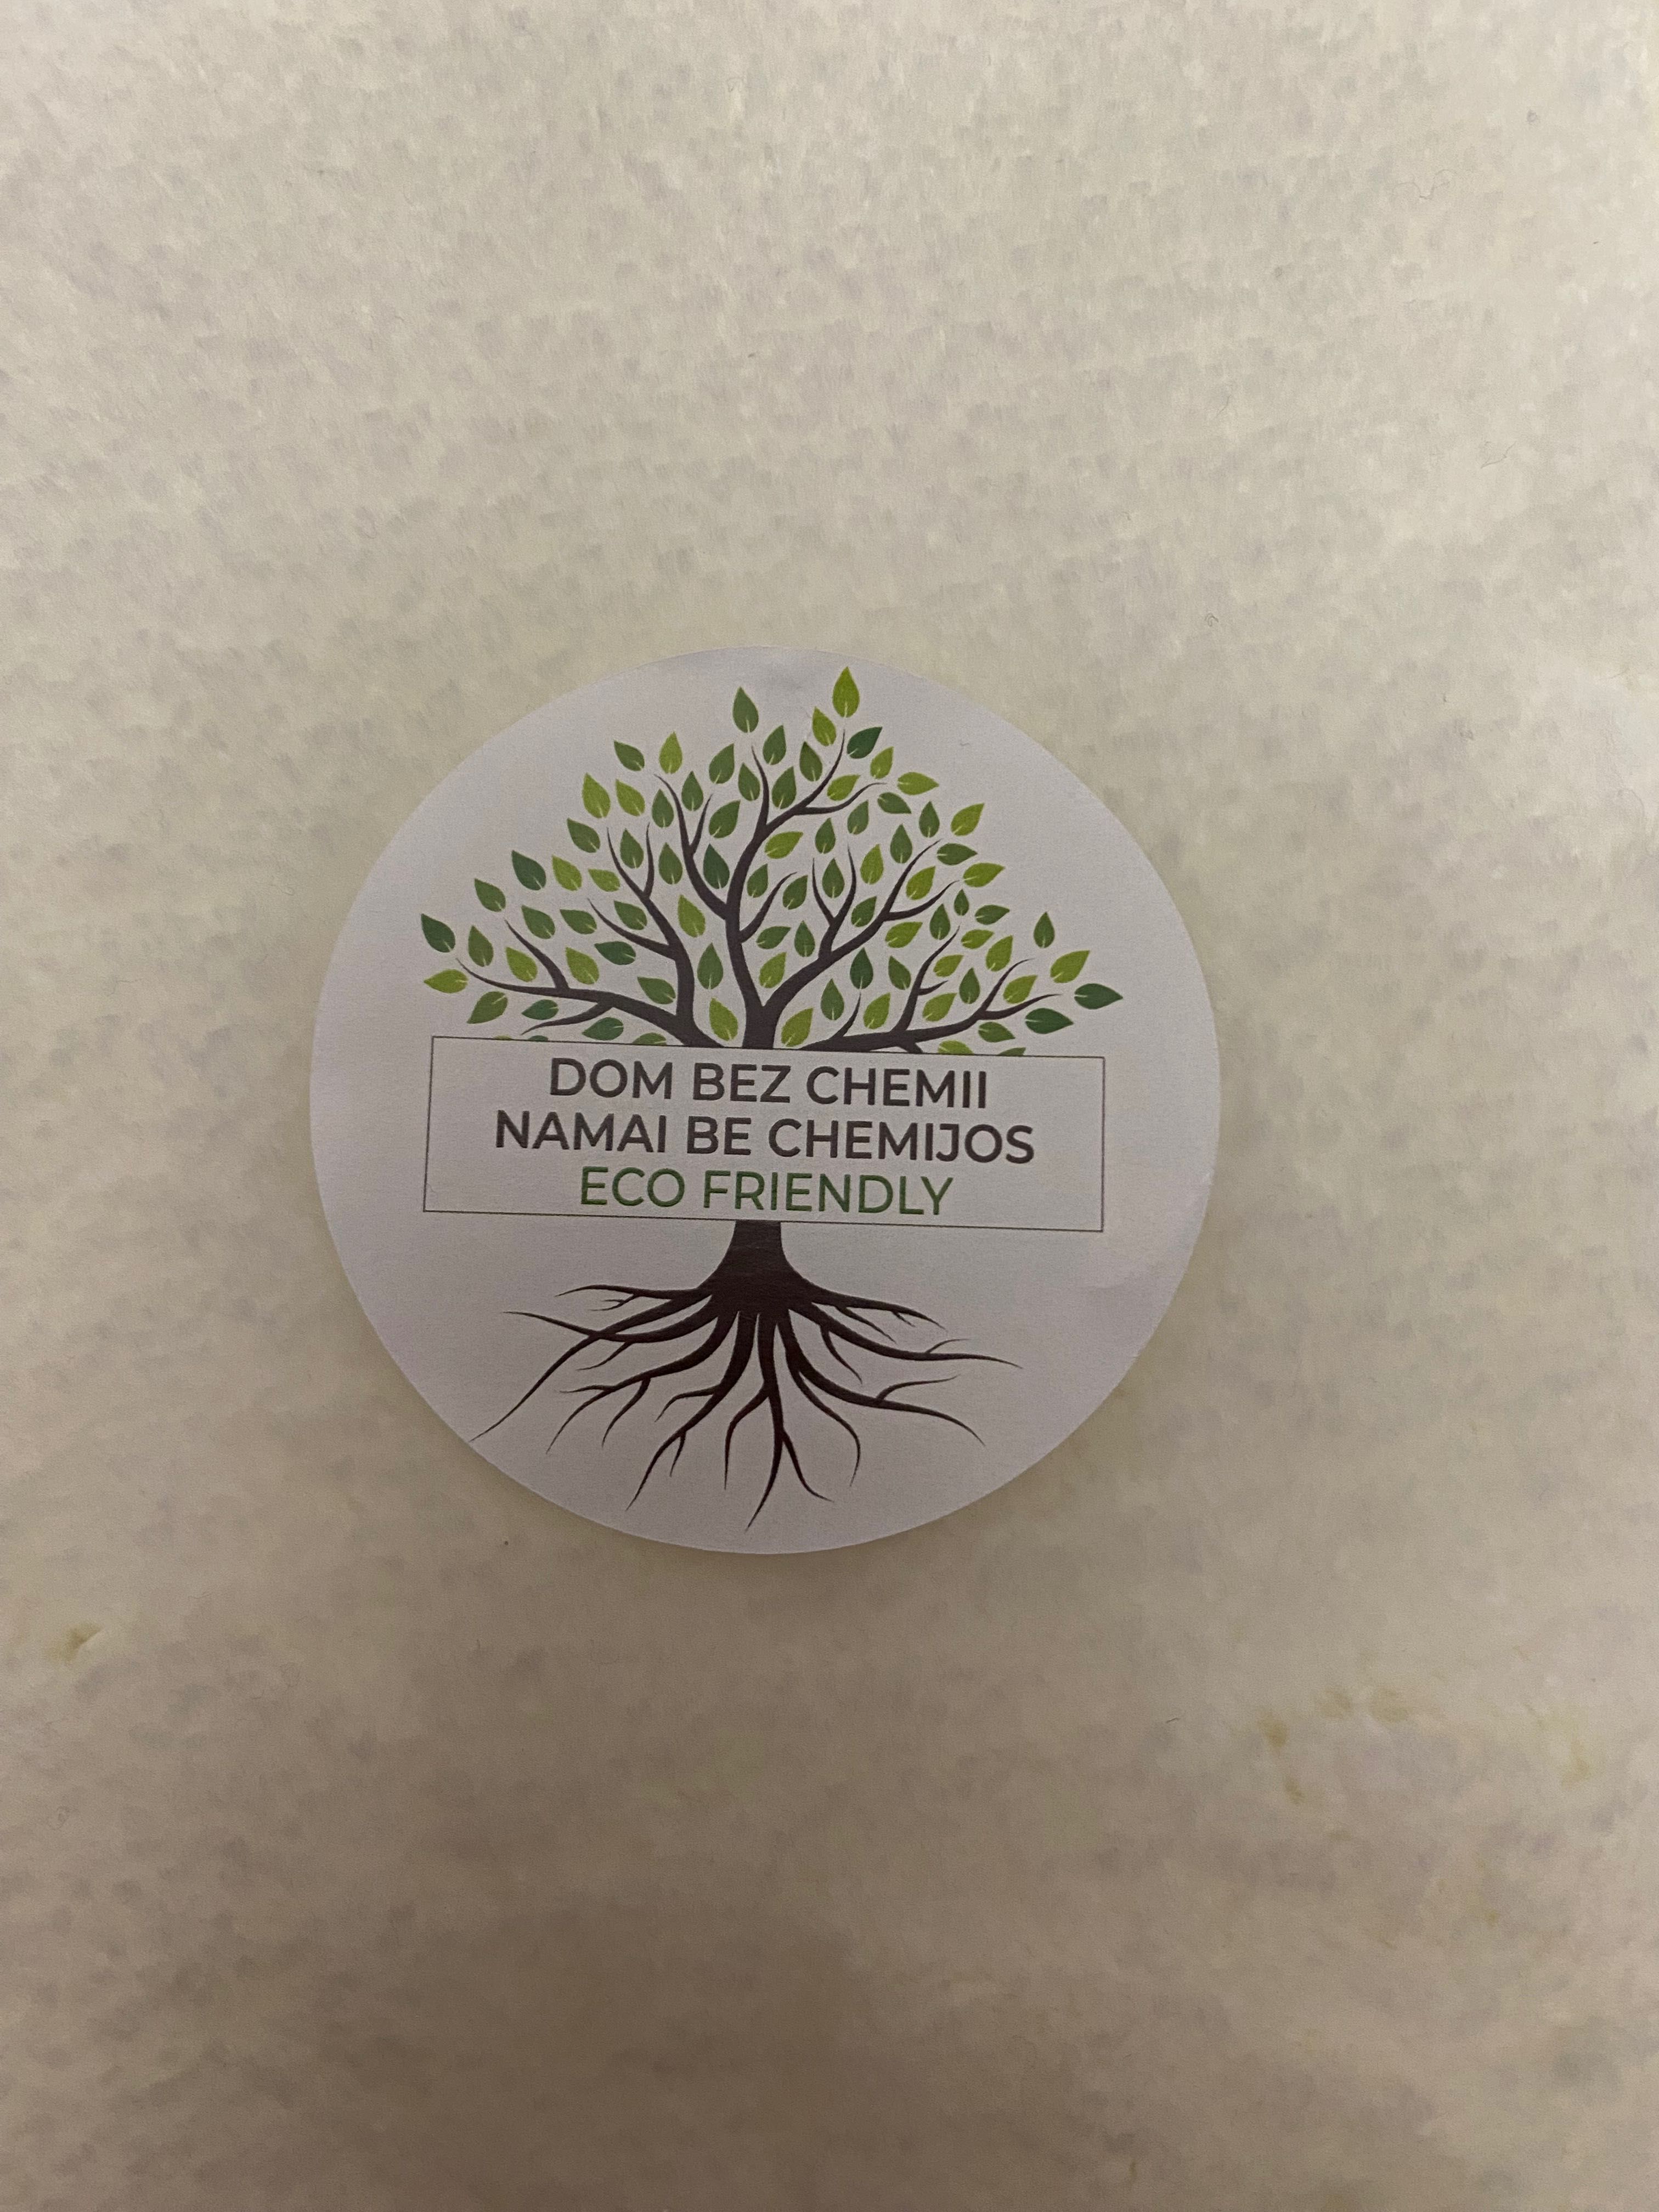 DOM BEZ CHEMII
NAMAI BE CHEMIJOS
ECO FRIENDLY